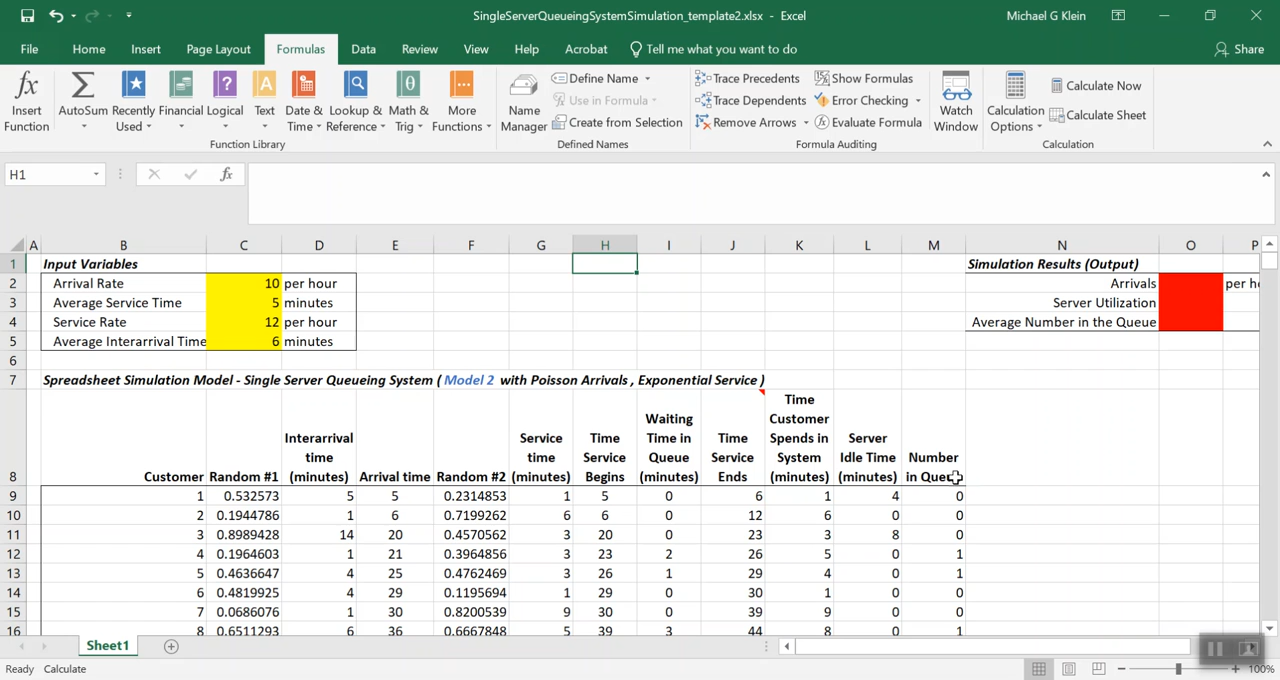 SingleServerQueueingSystemSimulation_template2.xlsx - Excel
Michael G Klein
File Home Insert Page Layout Formulas Data Review View Help Acrobat Tell me what you want to do Share
Insert Function
AutoSum
Recently Used
Financial
Logical
Text
Date & Time
Lookup & Reference
Math & Trig
More Functions
Function Library
Name Manager
Define Name
Use in Formula
Create from Selection
Defined Names
Trace Precedents
Trace Dependents
Remove Arrows
Show Formulas
Error Checking
Evaluate Formula
Formula Auditing
Watch Window
Calculation Options
Calculate Now
Calculate Sheet
Calculation
H1
fx
A B C D E F G H I J K L M N O P
1 Input Variables Simulation Results (Output)
2 Arrival Rate 10 per hour Arrivals per h
3 Average Service Time 5 minutes Server Utilization
4 Service Rate 12 per hour Average Number in the Queue
5 Average Interarrival Time 6 minutes
6
7 Spreadsheet Simulation Model - Single Server Queueing System ( Model 2 with Poisson Arrivals , Exponential Service )
8 Customer Random #1 Interarrival time (minutes) Arrival time Random #2 Service time (minutes) Time Service Begins Waiting Time in Queue (minutes) Time Service Ends Time Customer Spends in System (minutes) Server Idle Time (minutes) Number in Queue
9 1 0.532573 5 5 0.2314853 1 5 0 6 1 4 0
10 2 0.1944786 1 6 0.7199262 6 6 0 12 6 0 0
11 3 0.8989428 14 20 0.4570562 3 20 0 23 3 8 0
12 4 0.1964603 1 21 0.3964856 3 23 2 26 5 0 1
13 5 0.4636647 4 25 0.4762469 3 26 1 29 4 0 1
14 6 0.4819925 4 29 0.1195694 1 29 0 30 1 0 0
15 7 0.0686076 1 30 0.8200539 9 30 0 39 9 0 0
16 8 0.6511293 6 36 0.6667848 5 39 3 44 8 0 1
Sheet1
Ready Calculate
100%